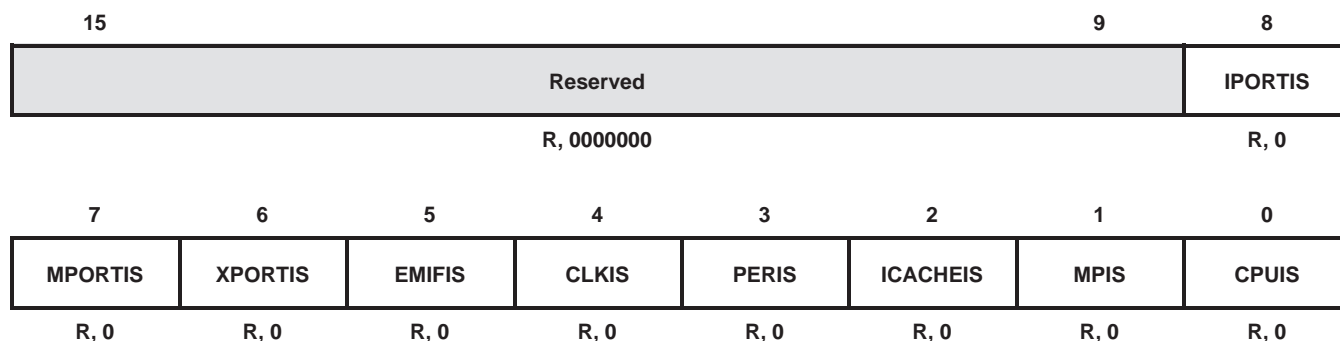 15 9 8
Reserved IPORTIS
R, 0000000 R, 0
7 6 5 4 3 2 1 0
MPORTIS XPORTIS EMIFIS CLKIS PERIS ICACHEIS MPIS CPUIS
R, 0 R, 0 R, 0 R, 0 R, 0 R, 0 R, 0 R, 0